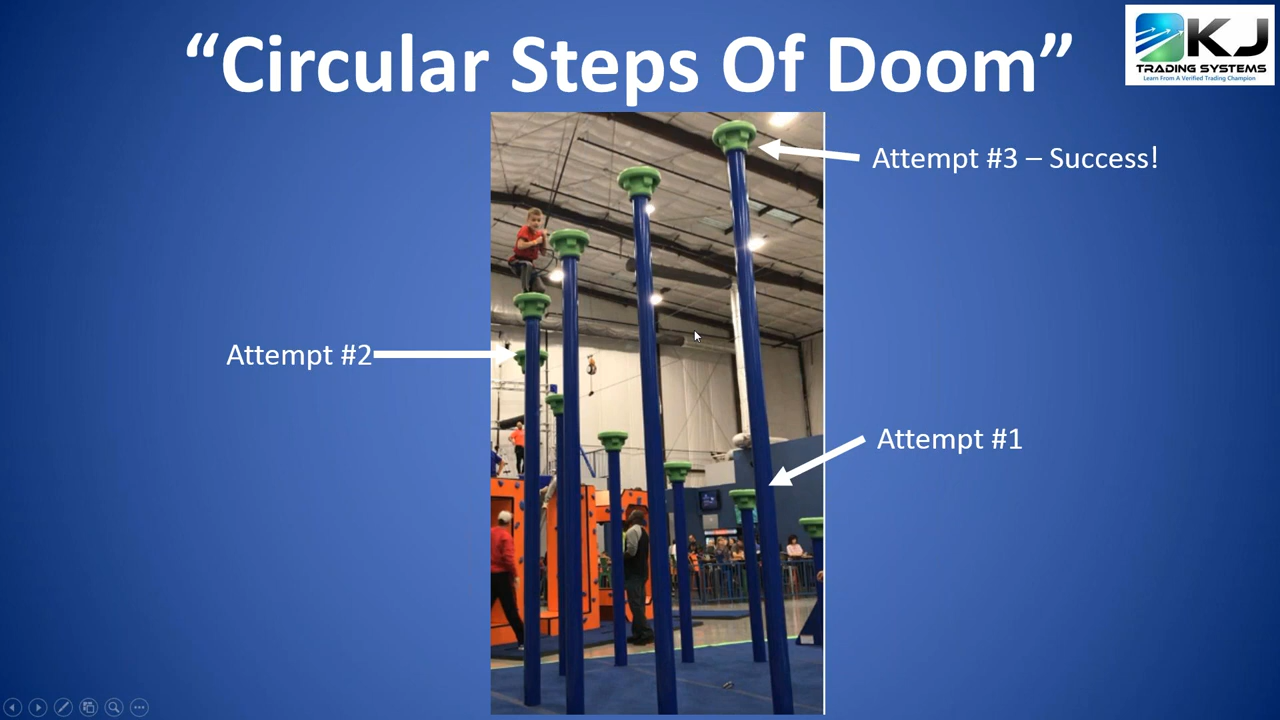 “Circular Steps Of Doom”
KJ
TRADING SYSTEMS
Learn From A Verified Trading Champion
Attempt #3 – Success!
Attempt #2
Attempt #1